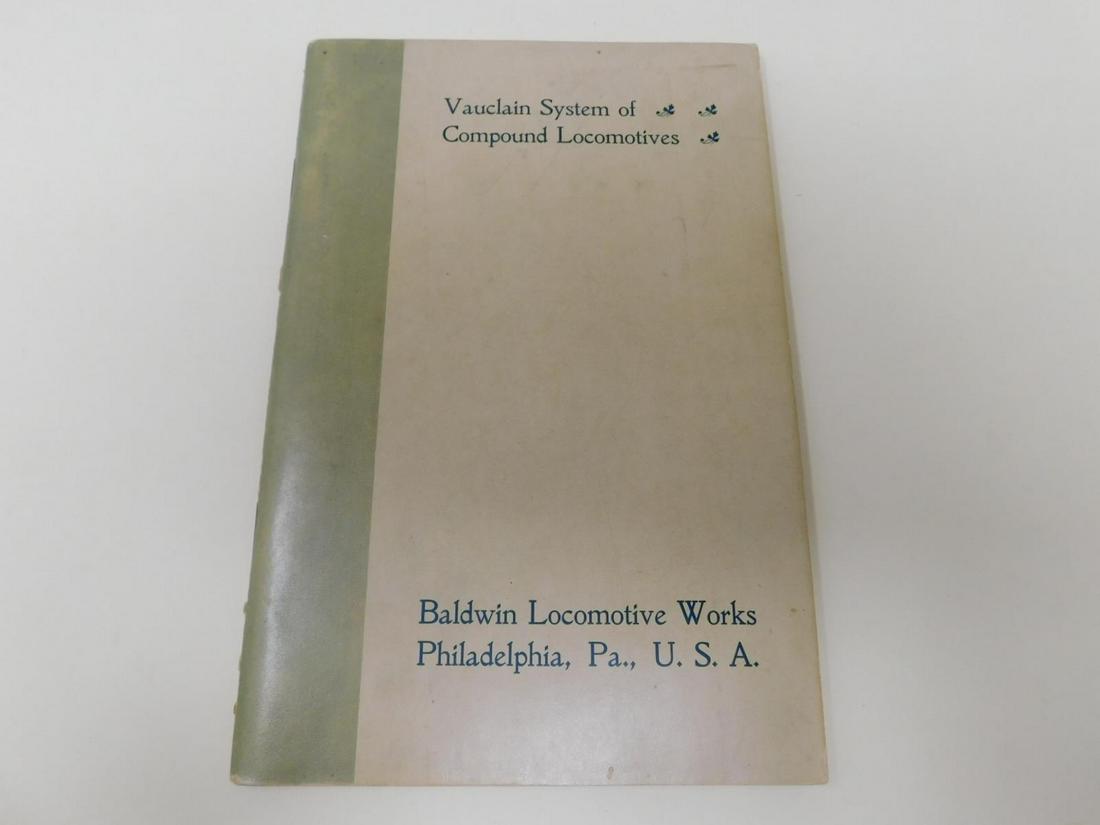 Vauclain System of
Compound Locomotives
Baldwin Locomotive Works
Philadelphia, Pa., U. S. A.